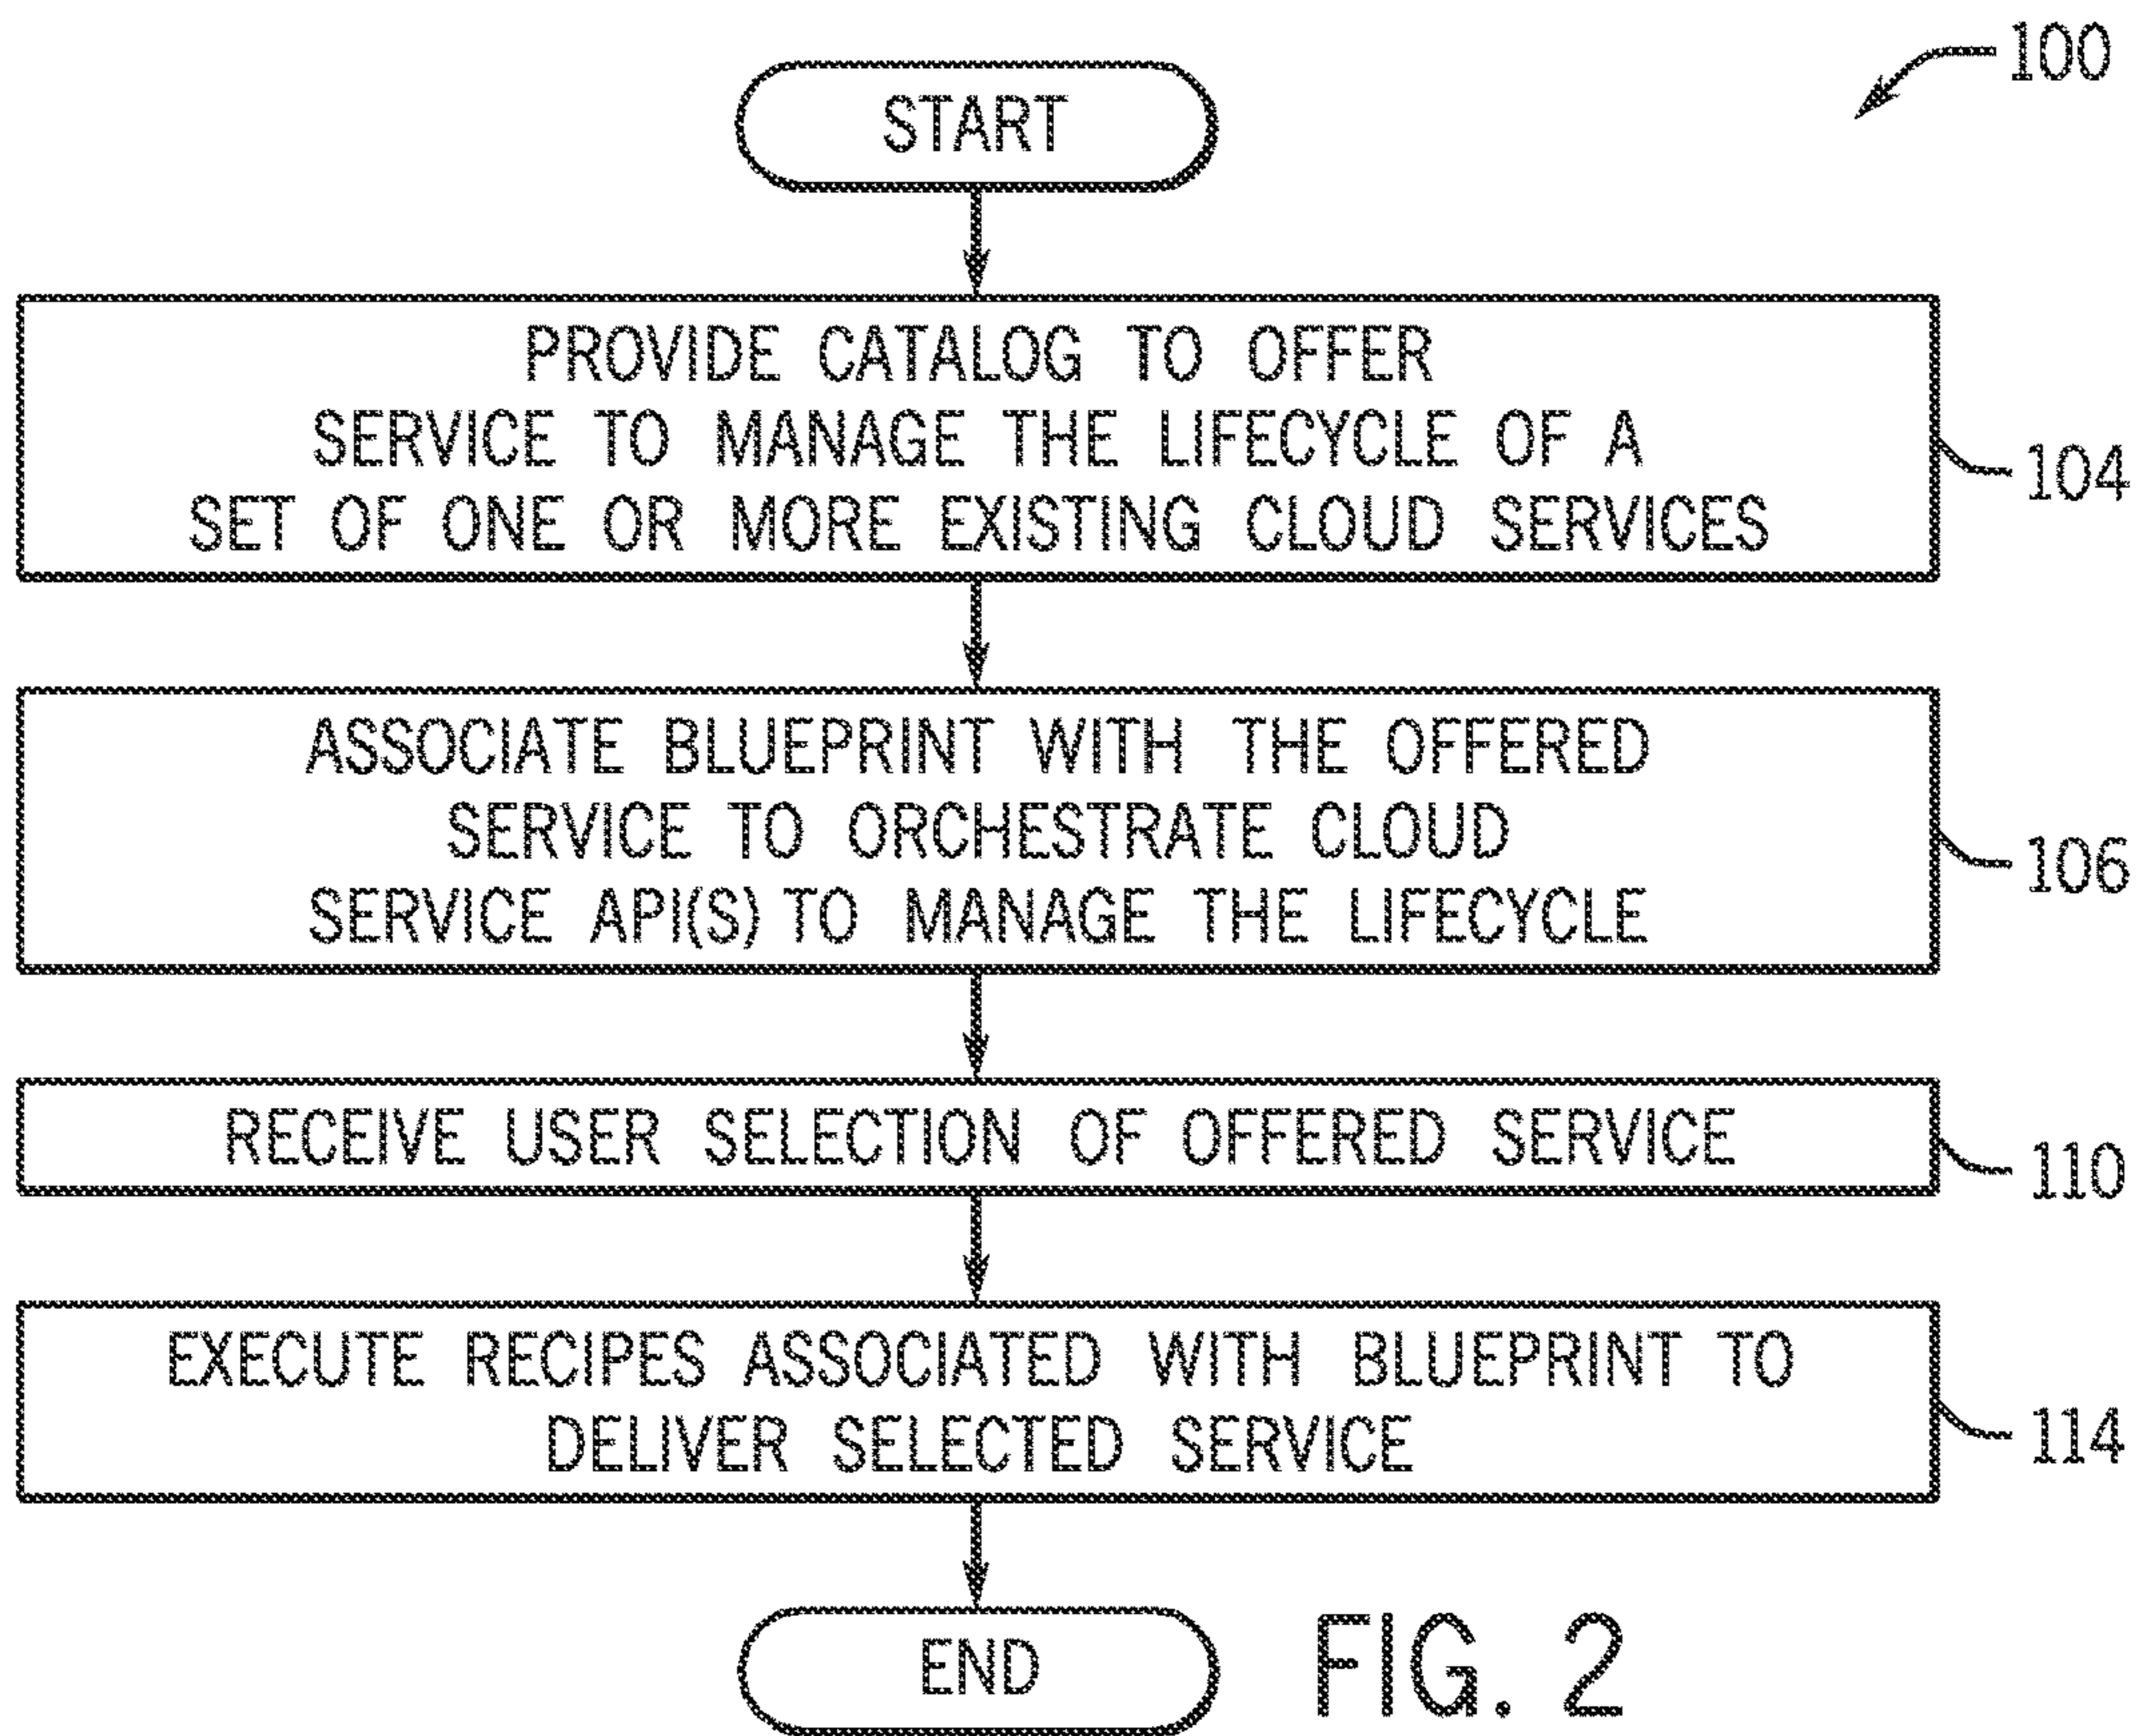 100
START
PROVIDE CATALOG TO OFFER
SERVICE TO MANAGE THE LIFECYCLE OF A
SET OF ONE OR MORE EXISTING CLOUD SERVICES
104
ASSOCIATE BLUEPRINT WITH THE OFFERED
SERVICE TO ORCHESTRATE CLOUD
SERVICE API(S) TO MANAGE THE LIFECYCLE
106
RECEIVE USER SELECTION OF OFFERED SERVICE
110
EXECUTE RECIPES ASSOCIATED WITH BLUEPRINT TO
DELIVER SELECTED SERVICE
114
END
FIG. 2